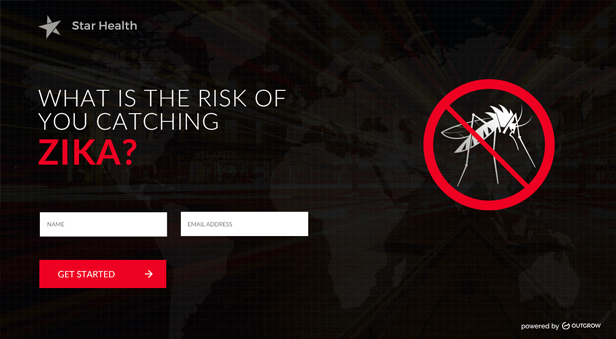 Star Health
WHAT IS THE RISK OF
YOU CATCHING
ZIKA?
NAME
EMAIL ADDRESS
GET STARTED
powered by OUTGROW